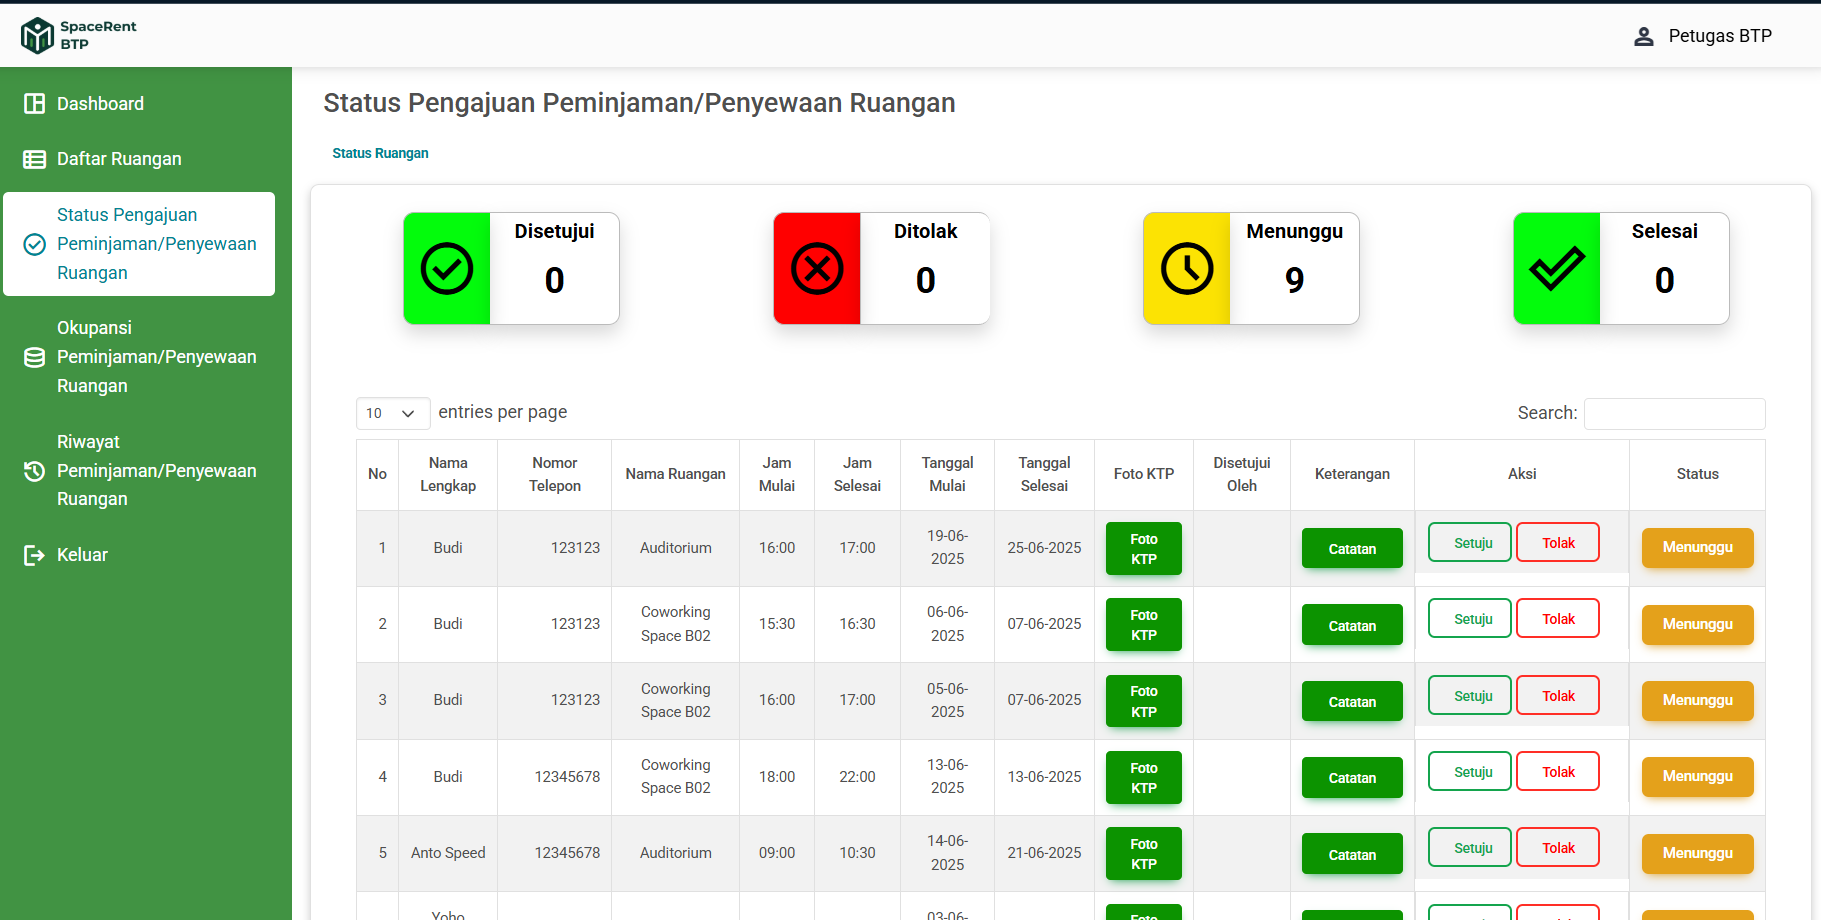 SpaceRent
BTP
Petugas BTP
Dashboard
Daftar Ruangan
Status Pengajuan
Peminjaman/Penyewaan
Ruangan
Okupansi
Peminjaman/Penyewaan
Ruangan
Riwayat
Peminjaman/Penyewaan
Ruangan
Keluar
Status Pengajuan Peminjaman/Penyewaan Ruangan
Status Ruangan
Disetujui
0
Ditolak
0
Menunggu
9
Selesai
0
10 entries per page
Search:
No Nama Lengkap Nomor Telepon Nama Ruangan Jam Mulai Jam Selesai Tanggal Mulai Tanggal Selesai Foto KTP Disetujui Oleh Keterangan Aksi Status
1 Budi 123123 Auditorium 16:00 17:00 19-06-2025 25-06-2025 Foto KTP Catatan Setuju Tolak Menunggu
2 Budi 123123 Coworking Space B02 15:30 16:30 06-06-2025 07-06-2025 Foto KTP Catatan Setuju Tolak Menunggu
3 Budi 123123 Coworking Space B02 16:00 17:00 05-06-2025 07-06-2025 Foto KTP Catatan Setuju Tolak Menunggu
4 Budi 12345678 Coworking Space B02 18:00 22:00 13-06-2025 13-06-2025 Foto KTP Catatan Setuju Tolak Menunggu
5 Anto Speed 12345678 Auditorium 09:00 10:30 14-06-2025 21-06-2025 Foto KTP Catatan Setuju Tolak Menunggu
Yoho 03-06- Foto